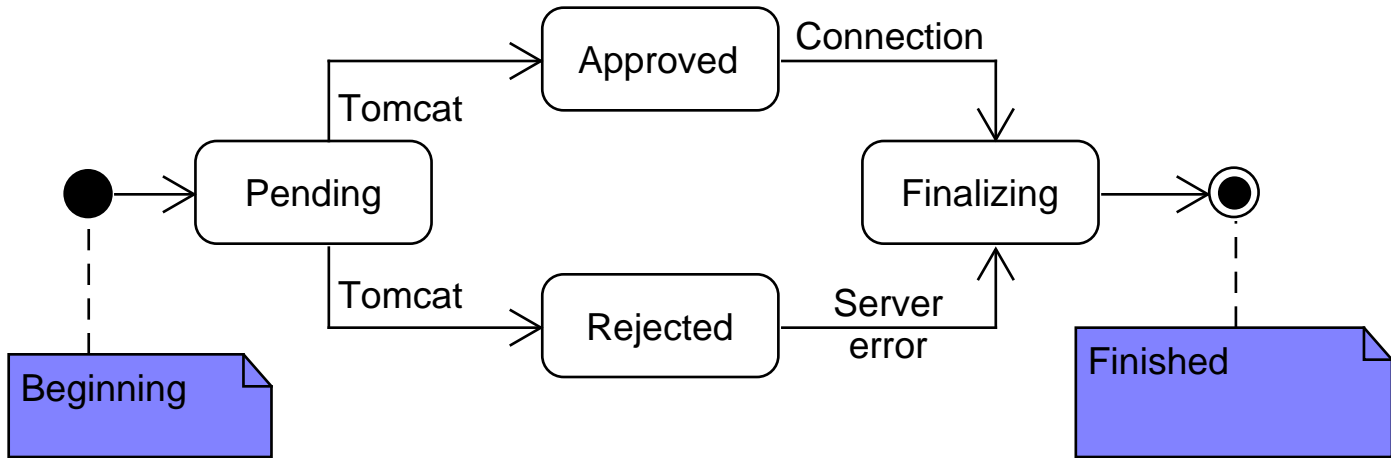 Approved
Connection
Tomcat
Pending
Finalizing
Tomcat
Rejected
Server
error
Beginning
Finished